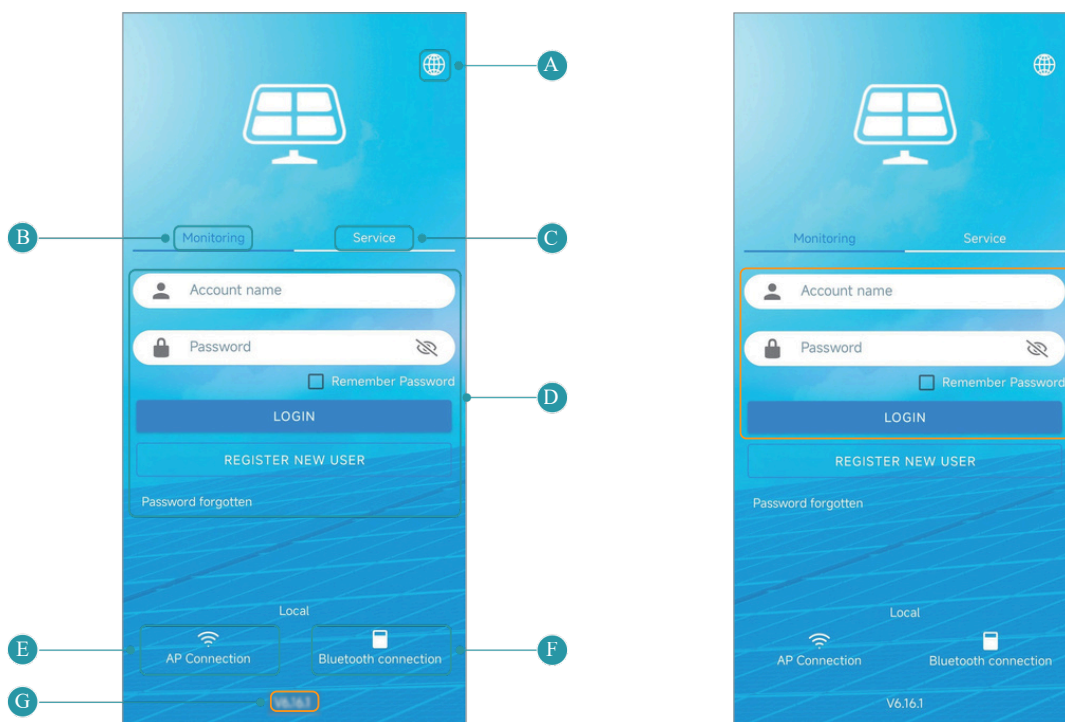 A
B
Monitoring
Service
C
Account name
Password
Remember Password
D
LOGIN
REGISTER NEW USER
Password forgotten
Local
E
AP Connection
Bluetooth connection
F
G
Monitoring
Service
Account name
Password
Remember Password
LOGIN
REGISTER NEW USER
Password forgotten
Local
AP Connection
Bluetooth connection
V6.16.1